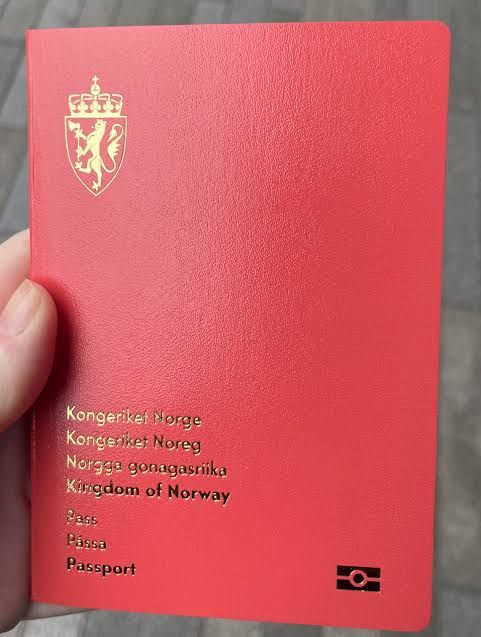 Kongeriket Norge
Kongeriket Noreg
Norgga gonagasriika
Kingdom of Norway
Pass
Pássa
Passport